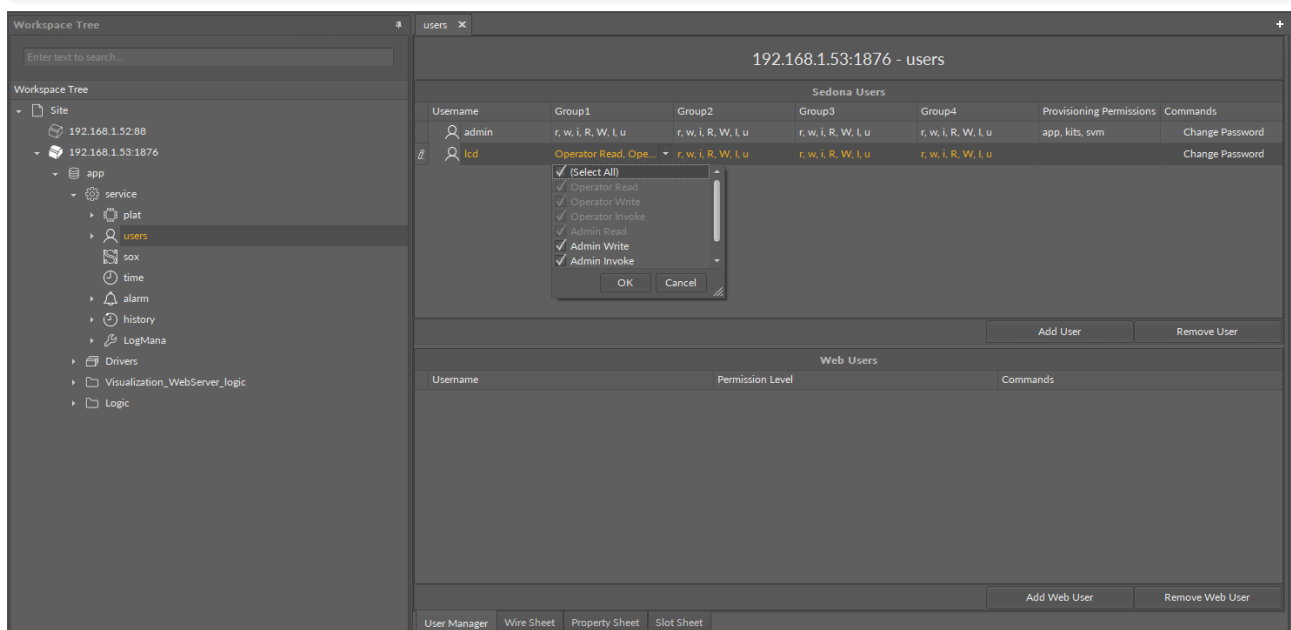 Workspace Tree
users
192.168.1.53:1876 - users
Enter text to search...
Workspace Tree
Site
192.168.1.52:88
192.168.1.53:1876
app
service
plat
users
sox
time
alarm
history
LogMana
Drivers
Visualization_WebServer_logic
Logic
Sedona Users
Username Group1 Group2 Group3 Group4 Provisioning Permissions Commands
admin r, w, i, R, W, I, u r, w, i, R, W, I, u r, w, i, R, W, I, u r, w, i, R, W, I, u app, kits, svm Change Password
lcd Operator Read, Ope... r, w, i, R, W, I, u r, w, i, R, W, I, u r, w, i, R, W, I, u Change Password
(Select All)
Operator Read
Operator Write
Operator Invoke
Admin Read
Admin Write
Admin Invoke
OK Cancel
Add User Remove User
Web Users
Username Permission Level Commands
Add Web User Remove Web User
User Manager Wire Sheet Property Sheet Slot Sheet